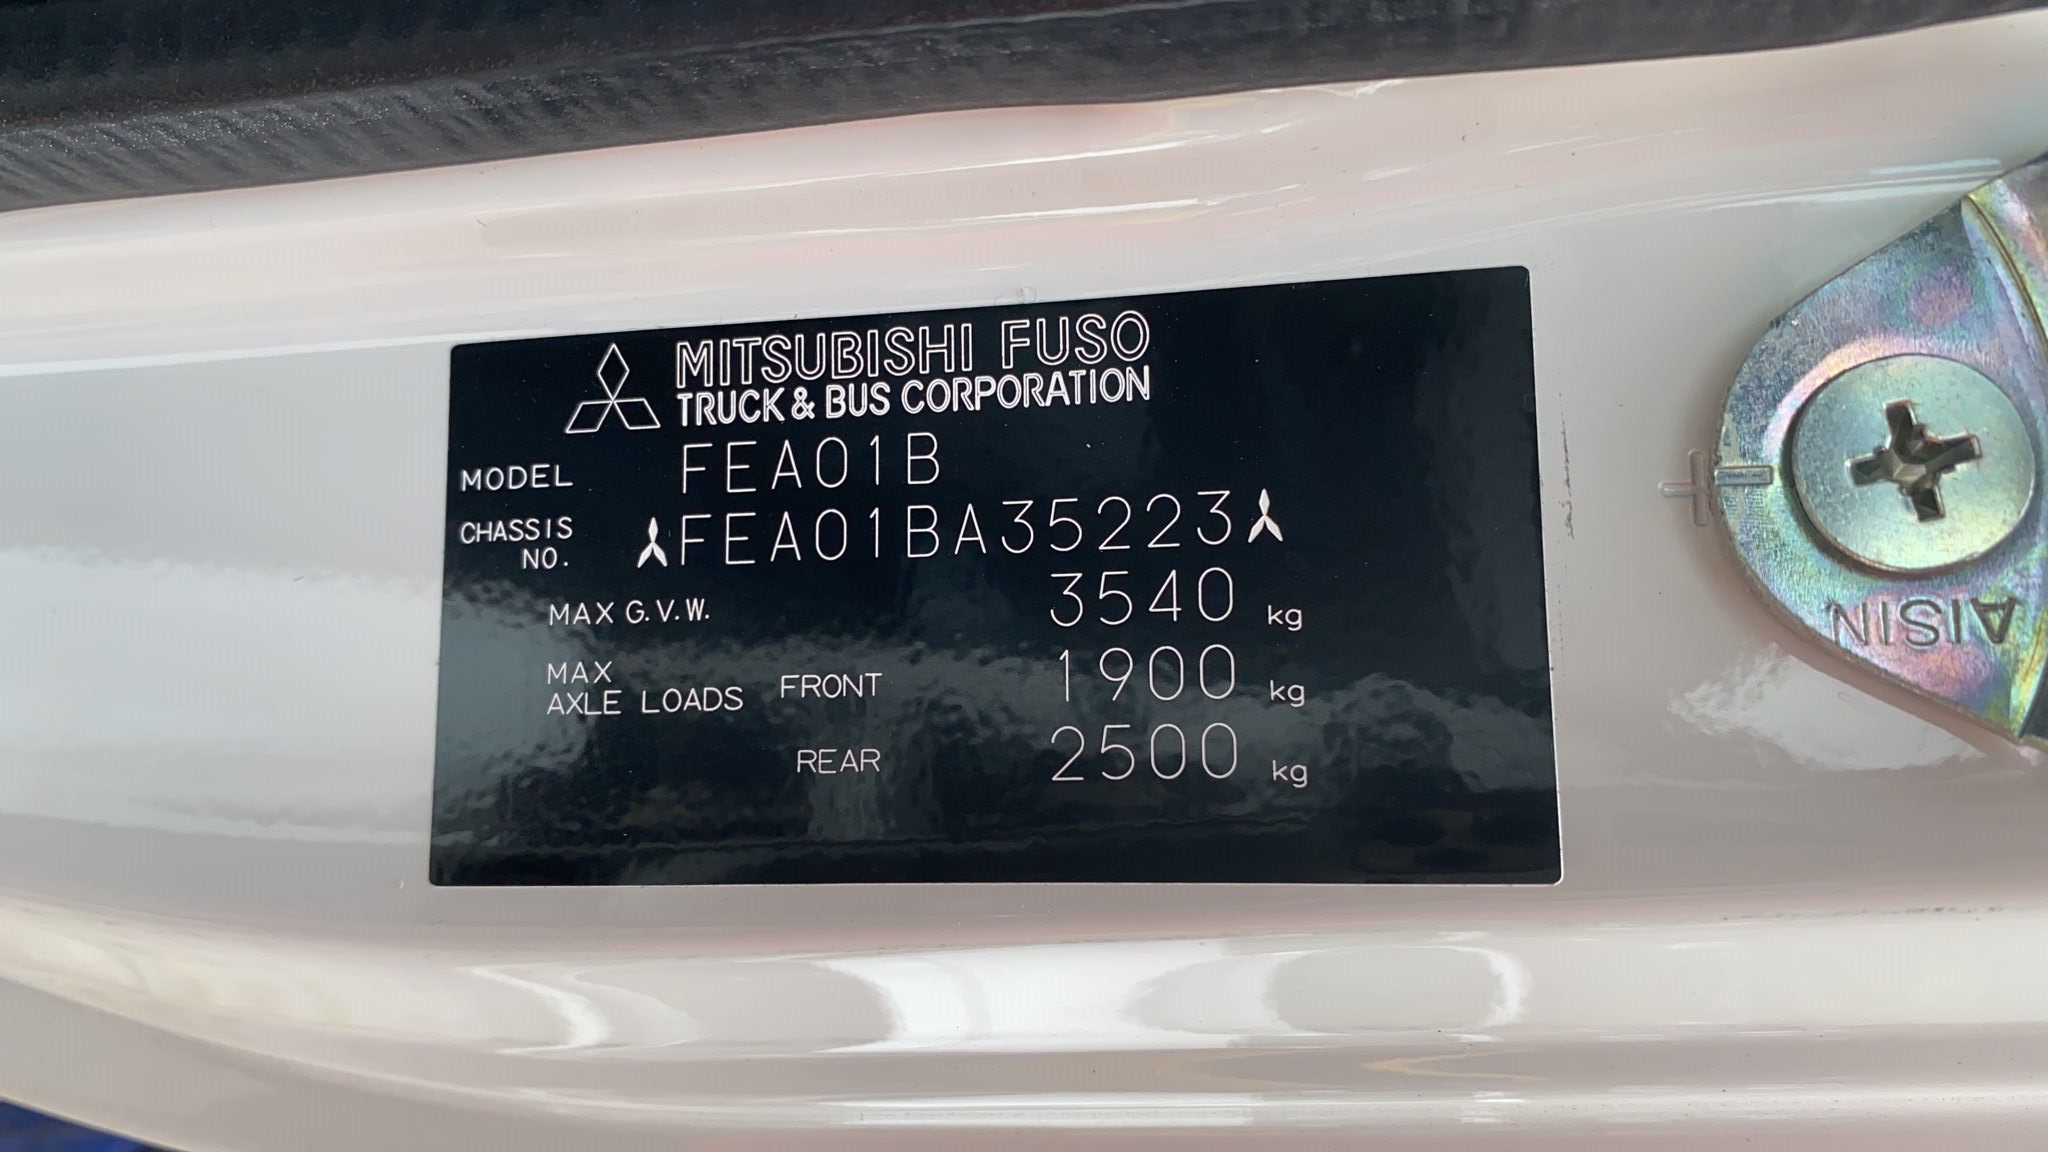 MITSUBISHI FUSO
TRUCK & BUS CORPORATION
MODEL FEA01B
CHASSIS NO. FEA01BA35223
MAX G.V.W. 3540 kg
MAX AXLE LOADS FRONT 1900 kg
REAR 2500 kg
AISIN